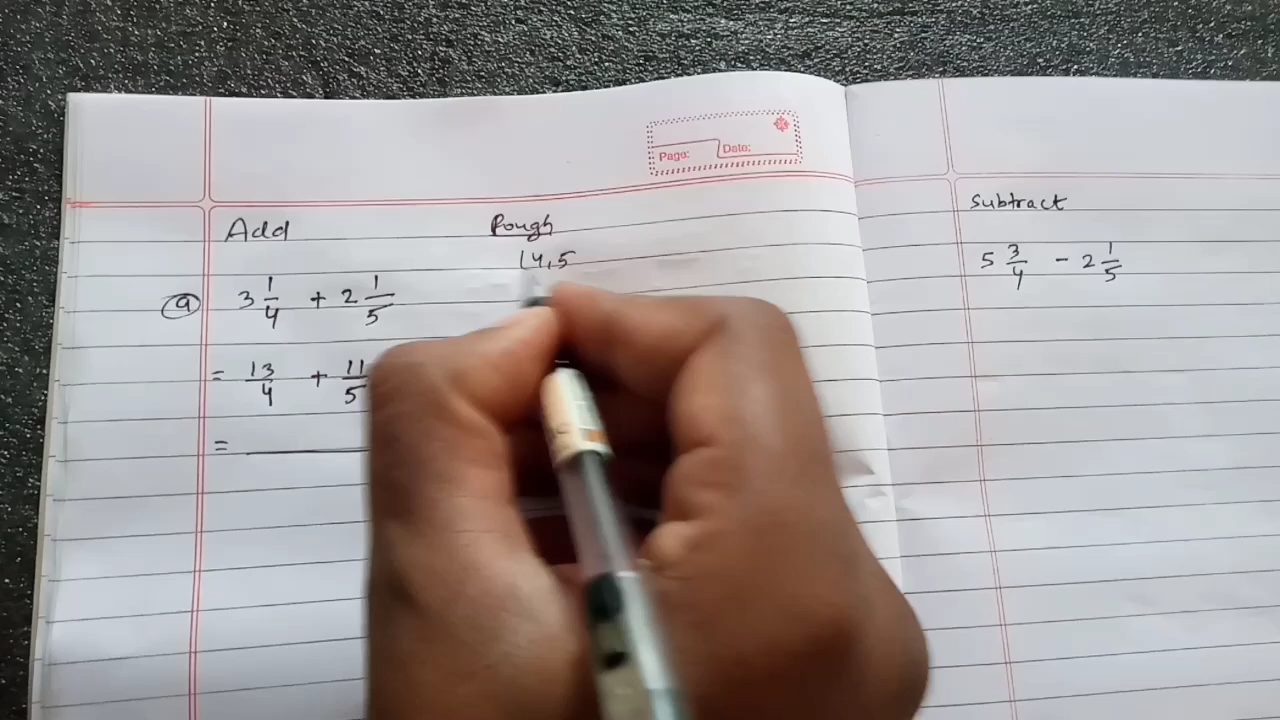 Page: Date:
Add
Rough
4,5
(a) 3 1/4 + 2 1/5
= 13/4 + 11/5
=
Subtract
5 3/4 - 2 1/5